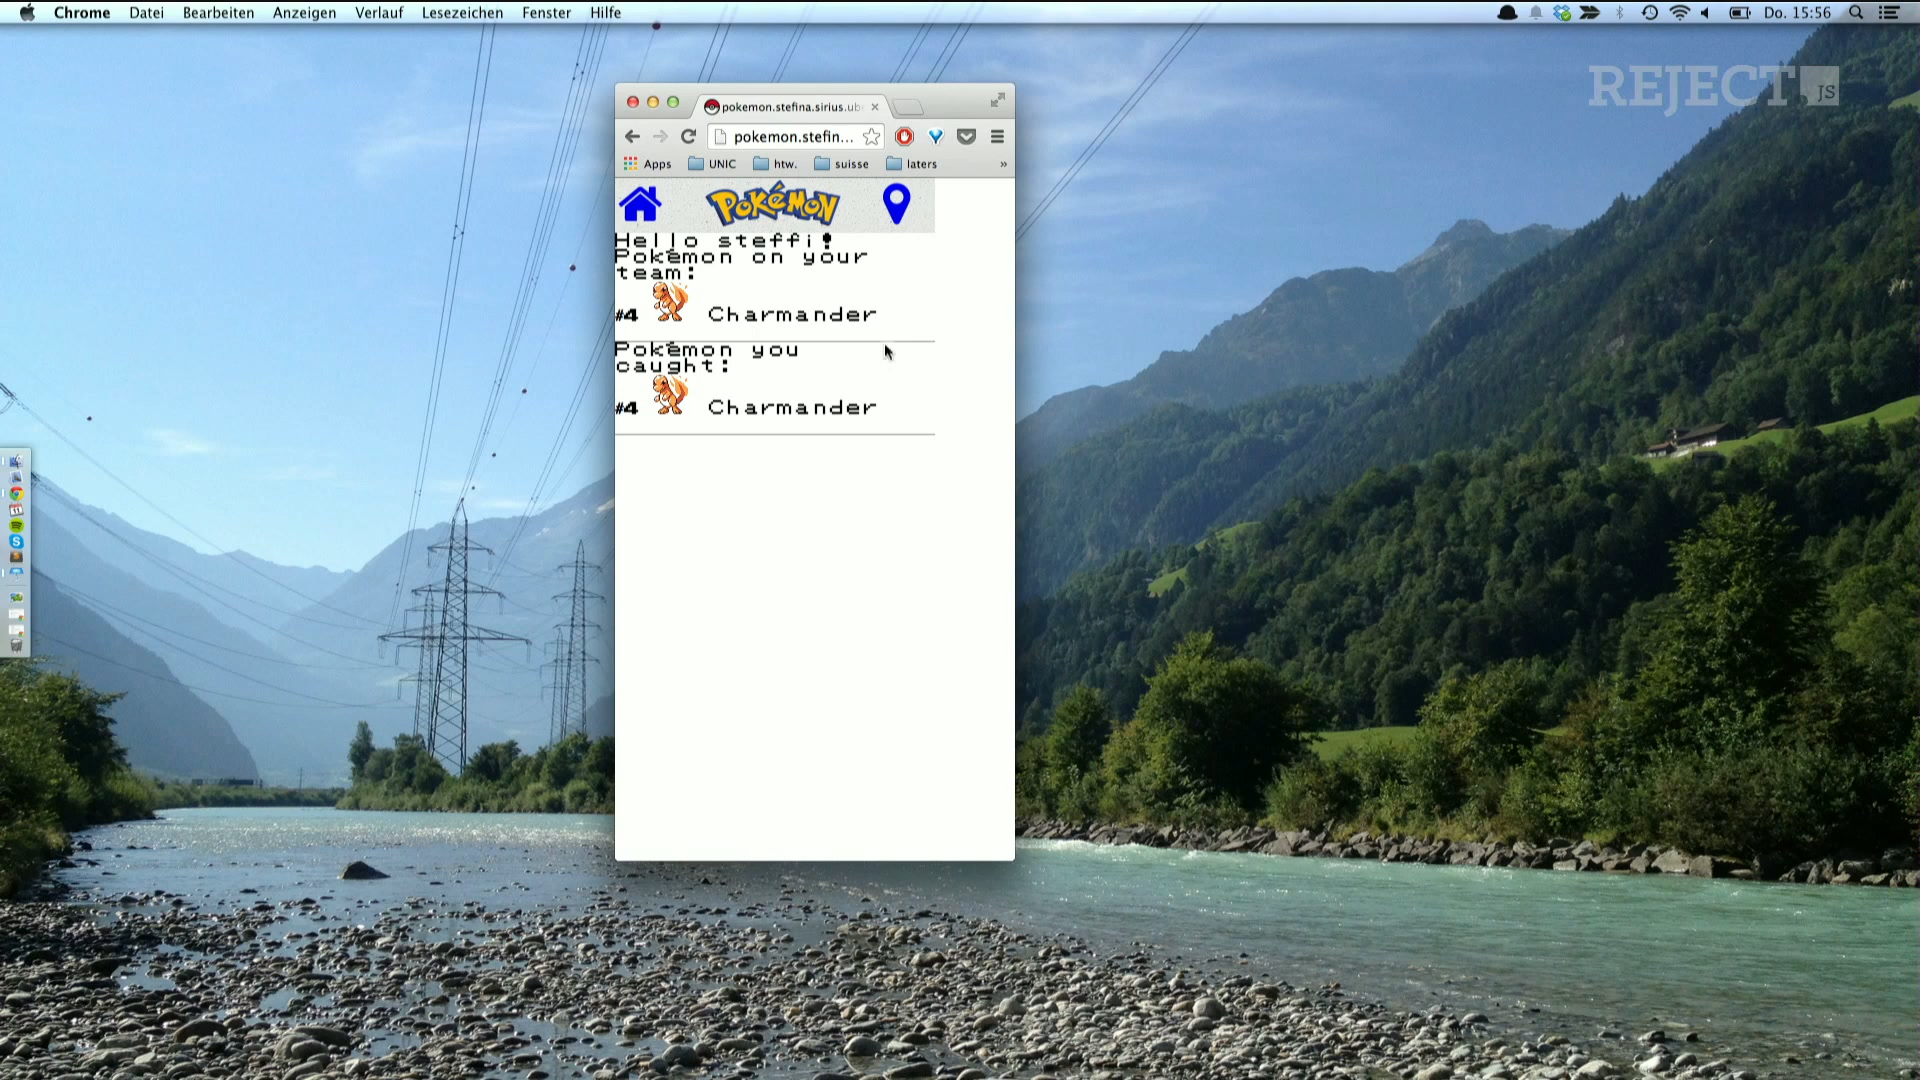 Chrome Datei Bearbeiten Anzeigen Verlauf Lesezeichen Fenster Hilfe
Do. 15:56
REJECT JS
pokemon.stefina.sirius.ub
pokemon.stefin...
Apps UNIC htw. suisse laters »
POKéMON
Hello steffi!
Pokémon on your
team:
#4 Charmander
Pokémon you
caught:
#4 Charmander